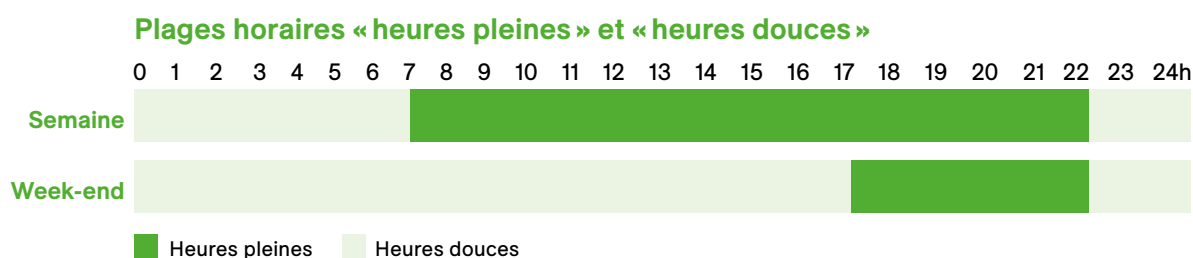 Plages horaires «heures pleines» et «heures douces»
0 1 2 3 4 5 6 7 8 9 10 11 12 13 14 15 16 17 18 19 20 21 22 23 24h
Semaine
Week-end
Heures pleines Heures douces